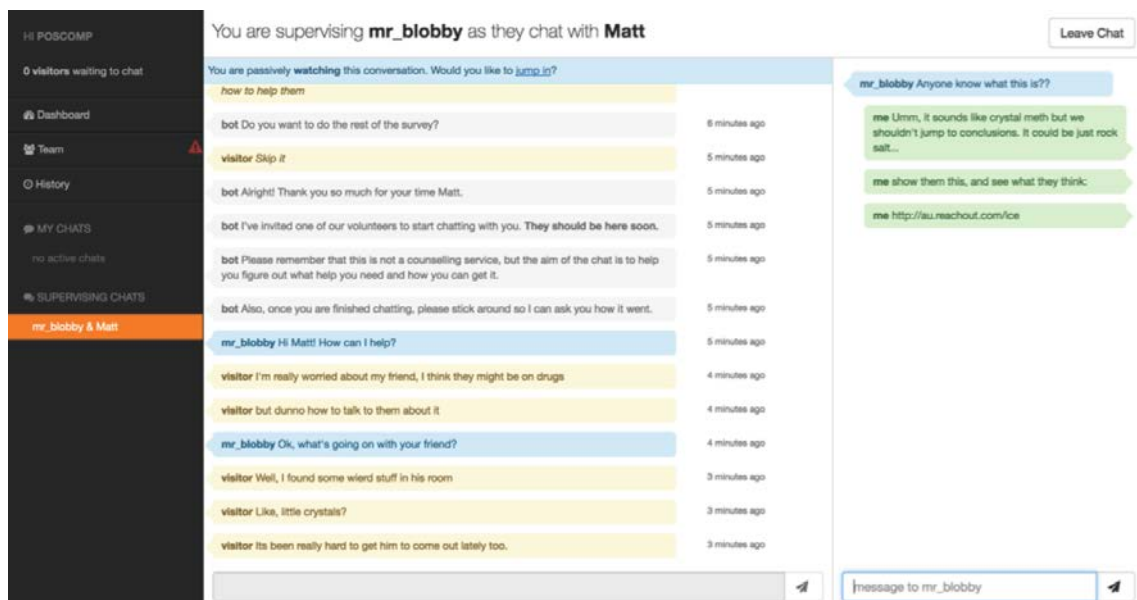 HI POSCOMP
0 visitors waiting to chat
Dashboard
Team
History
MY CHATS
no active chats
SUPERVISING CHATS
mr_blobby & Matt
You are supervising mr_blobby as they chat with Matt
Leave Chat
You are passively watching this conversation. Would you like to jump in?
how to help them
bot Do you want to do the rest of the survey?
6 minutes ago
visitor Skip it
5 minutes ago
bot Alright! Thank you so much for your time Matt.
5 minutes ago
bot I've invited one of our volunteers to start chatting with you. They should be here soon.
5 minutes ago
bot Please remember that this is not a counselling service, but the aim of the chat is to help
you figure out what help you need and how you can get it.
5 minutes ago
bot Also, once you are finished chatting, please stick around so I can ask you how it went.
5 minutes ago
mr_blobby Hi Matt! How can I help?
5 minutes ago
visitor I'm really worried about my friend, I think they might be on drugs
4 minutes ago
visitor but dunno how to talk to them about it
4 minutes ago
mr_blobby Ok, what's going on with your friend?
4 minutes ago
visitor Well, I found some wierd stuff in his room
3 minutes ago
visitor Like, little crystals?
3 minutes ago
visitor Its been really hard to get him to come out lately too.
3 minutes ago
mr_blobby Anyone know what this is??
me Umm, it sounds like crystal meth but we
shouldn't jump to conclusions. It could be just rock
salt...
me show them this, and see what they think:
me http://au.reachout.com/ice
message to mr_blobby